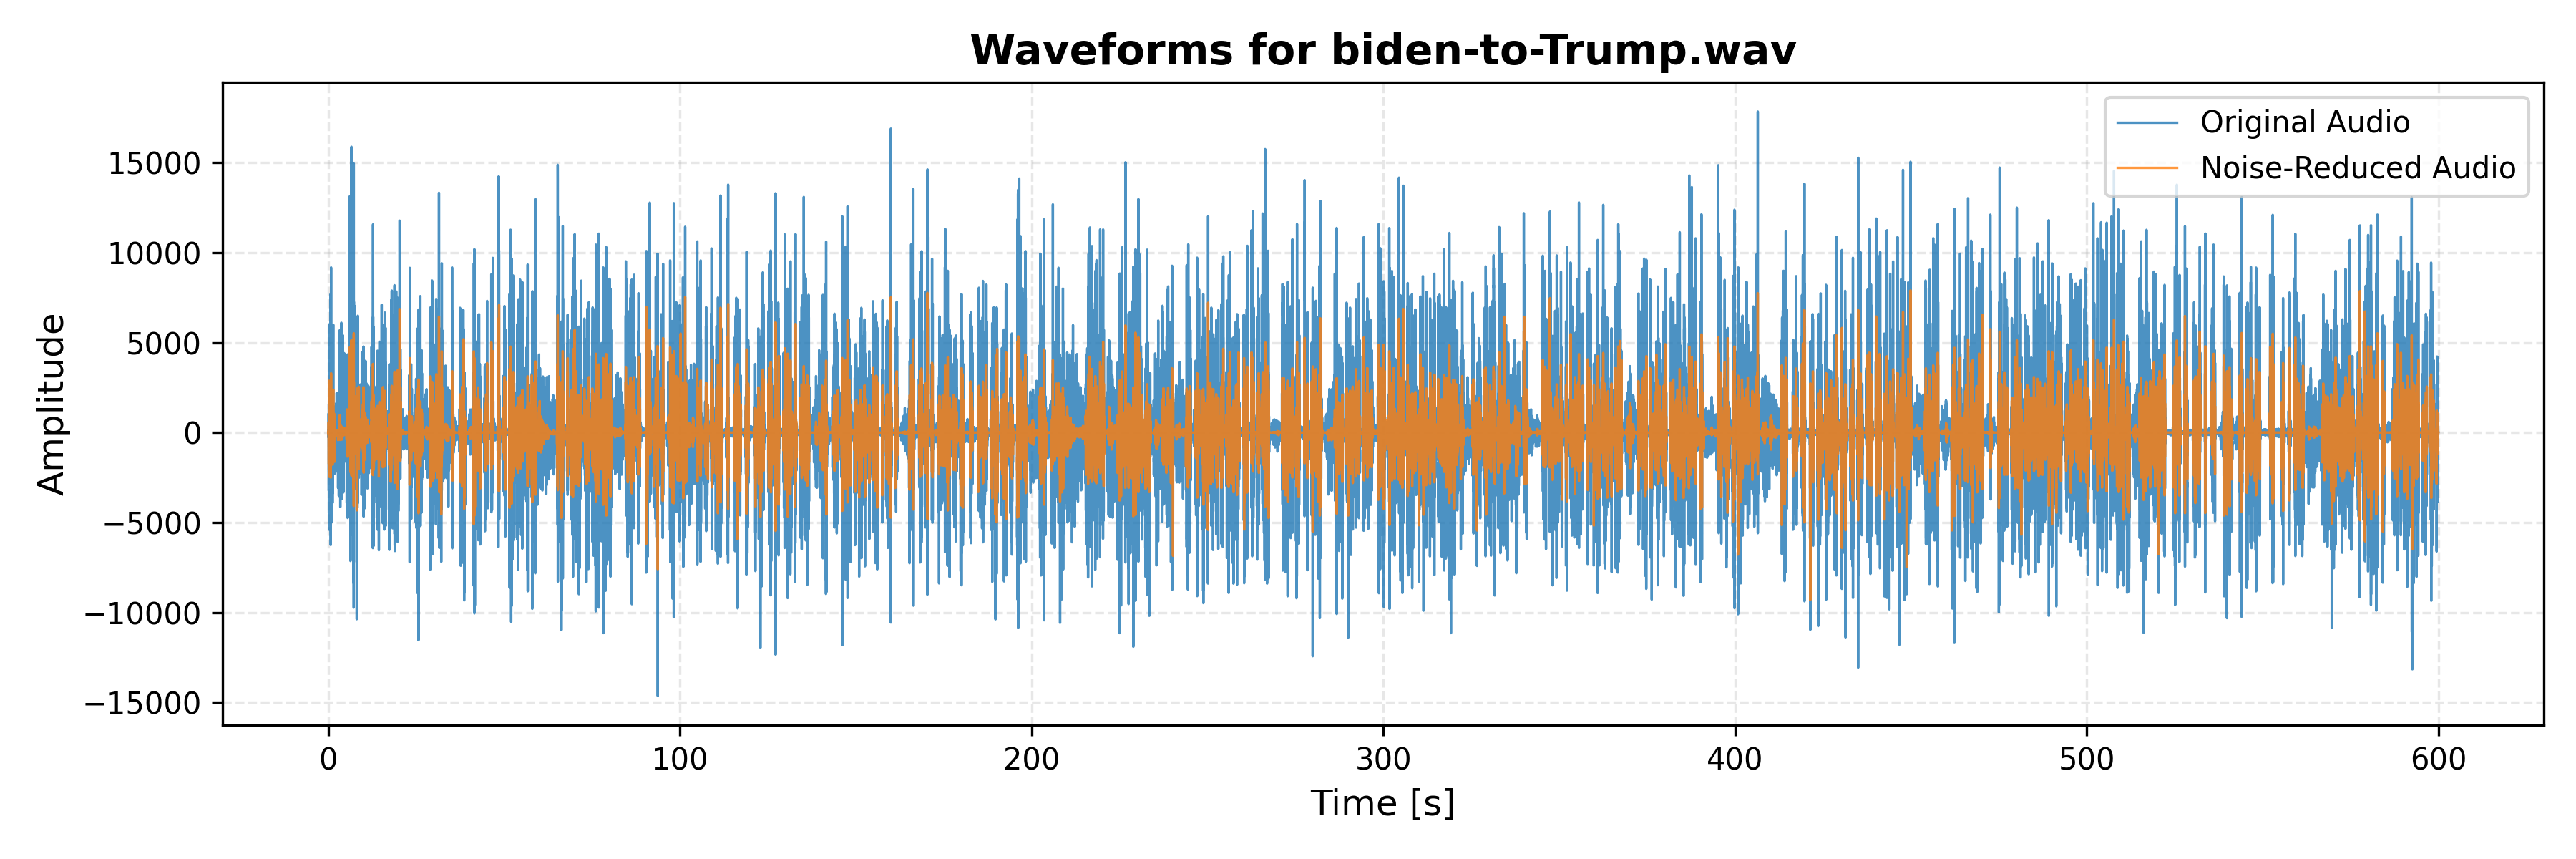 Waveforms for biden-to-Trump.wav
Original Audio
Noise-Reduced Audio
Amplitude
15000
10000
5000
0
−5000
−10000
−15000
0 100 200 300 400 500 600
Time [s]